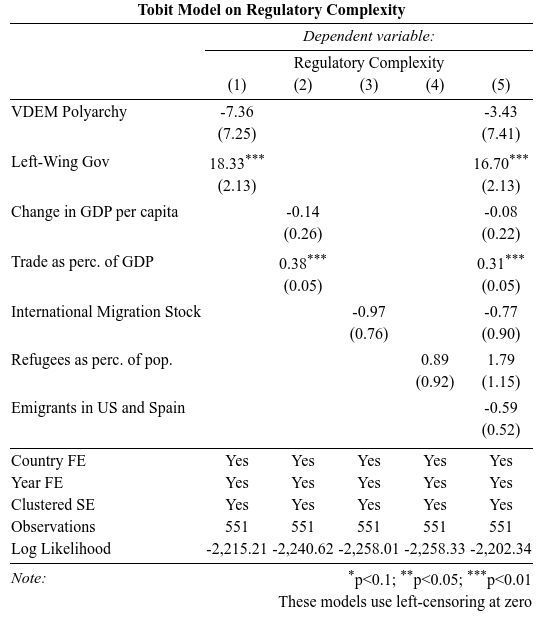 Tobit Model on Regulatory Complexity
Dependent variable:
Regulatory Complexity
(1) (2) (3) (4) (5)
VDEM Polyarchy -7.36 -3.43
(7.25) (7.41)
Left-Wing Gov 18.33*** 16.70***
(2.13) (2.13)
Change in GDP per capita -0.14 -0.08
(0.26) (0.22)
Trade as perc. of GDP 0.38*** 0.31***
(0.05) (0.05)
International Migration Stock -0.97 -0.77
(0.76) (0.90)
Refugees as perc. of pop. 0.89 1.79
(0.92) (1.15)
Emigrants in US and Spain -0.59
(0.52)
Country FE Yes Yes Yes Yes Yes
Year FE Yes Yes Yes Yes Yes
Clustered SE Yes Yes Yes Yes Yes
Observations 551 551 551 551 551
Log Likelihood -2,215.21 -2,240.62 -2,258.01 -2,258.33 -2,202.34
Note: *p<0.1; **p<0.05; ***p<0.01
These models use left-censoring at zero